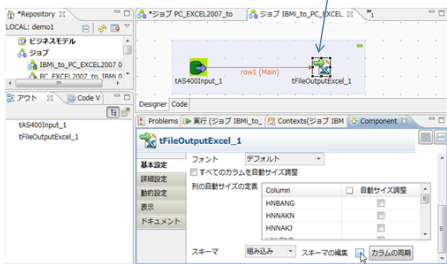 *Repository
LOCAL: demo1
ビジネスモデル
ジョブ
IBMi_to_PC_EXCEL2007 0
PC_EXCEL2007_to_IBMi 0
アウト
Code V
tAS400Input_1
tFileOutputExcel_1
*ジョブ PC_EXCEL2007_to
ジョブ IBMi_to_PC_EXCEL
row1 (Main)
tAS400Input_1
tFileOutputExcel_1
Designer
Code
Problems
実行 (ジョブ IBMi_to_
Contexts(ジョブ IBM
Component
tFileOutputExcel_1
基本設定
詳細設定
動的設定
表示
ドキュメント
フォント
デフォルト
すべてのカラムを自動サイズ調整
列の自動サイズの定義
Column
自動サイズ調整
HNBANG
HNNAKN
HNNAKJ
スキーマ
組み込み
スキーマの編集
カラムの同期